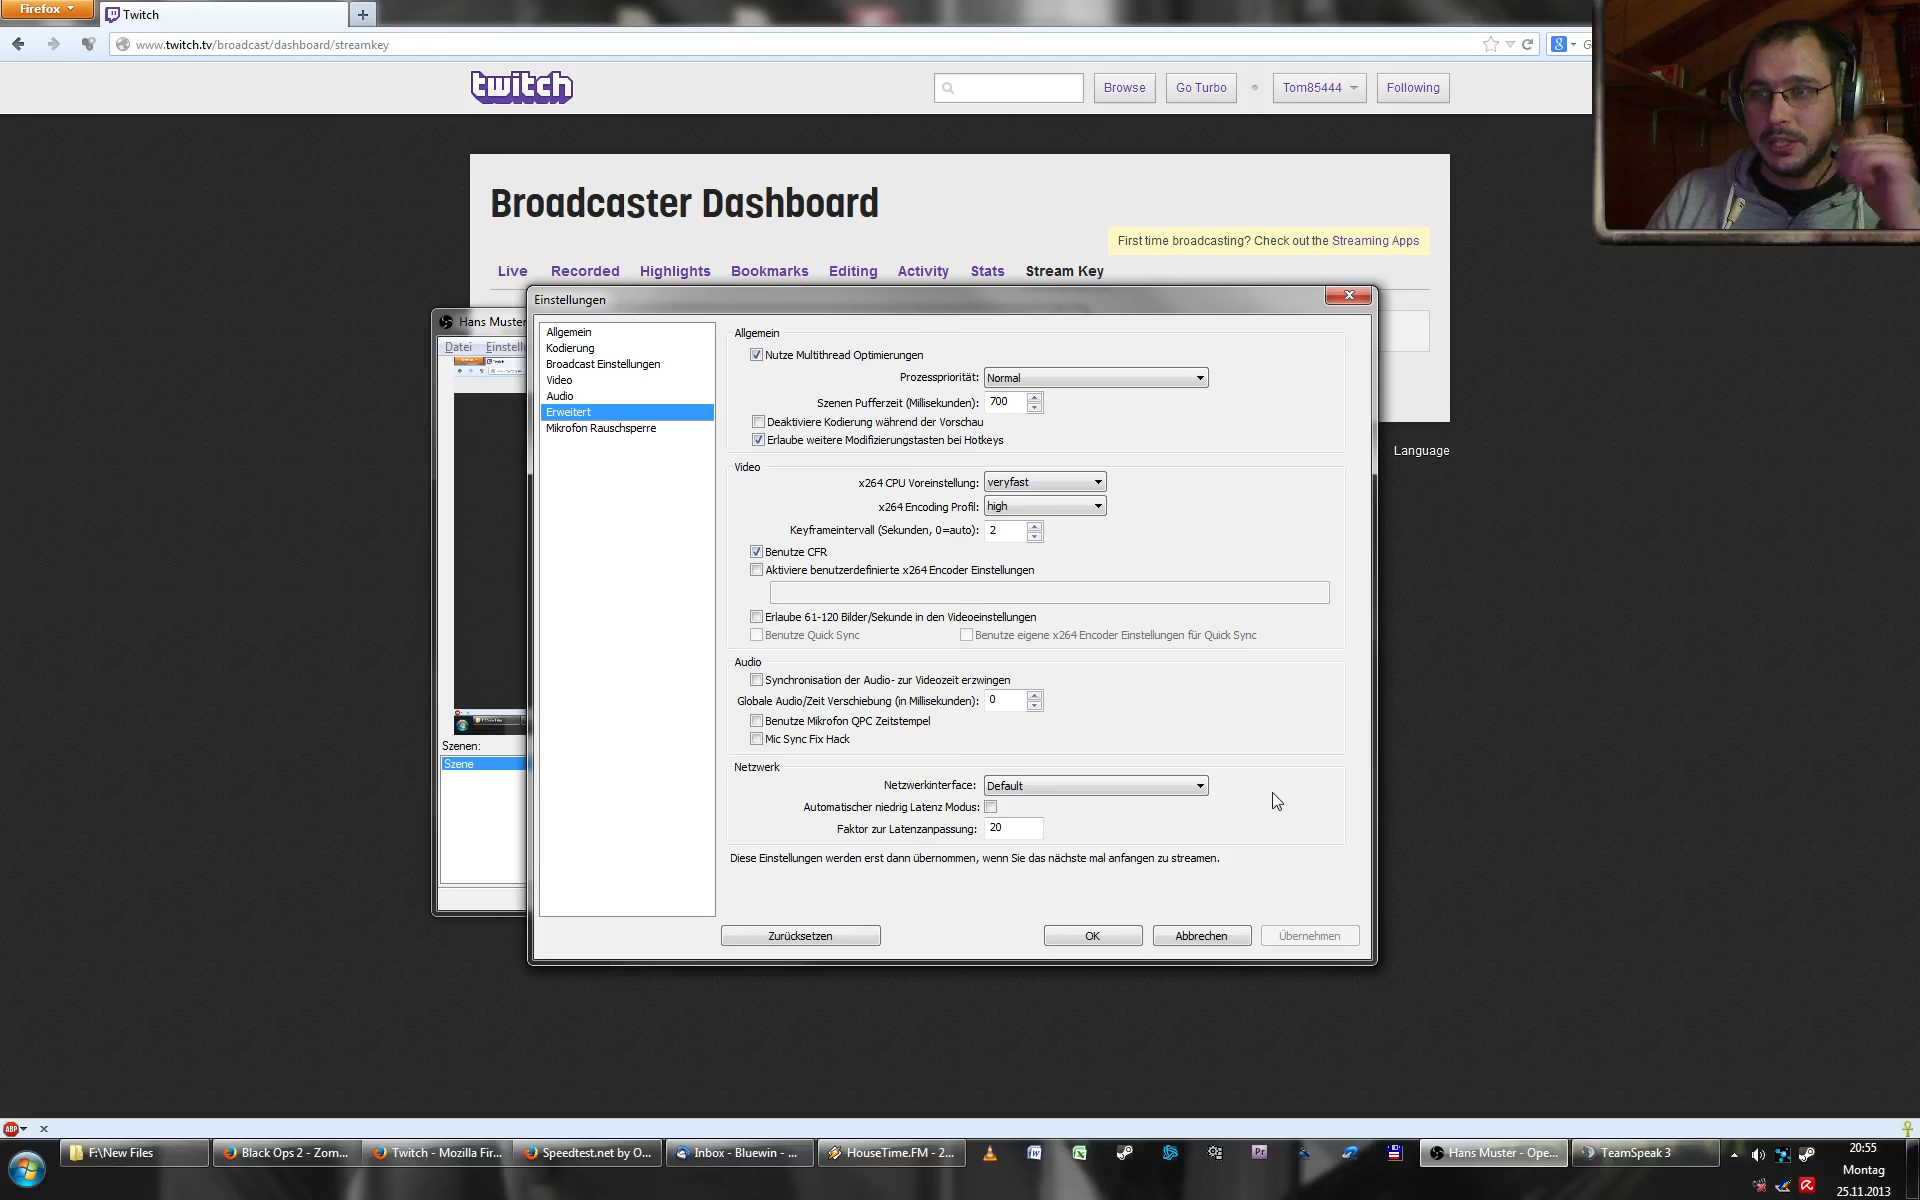 Firefox
Twitch
www.twitch.tv/broadcast/dashboard/streamkey
twitch
Browse
Go Turbo
Tom85444
Following
Broadcaster Dashboard
First time broadcasting? Check out the Streaming Apps
Live
Recorded
Highlights
Bookmarks
Editing
Activity
Stats
Stream Key
Hans Muster
Datei
Einstell
Szenen:
Szene
Language
Einstellungen
Allgemein
Kodierung
Broadcast Einstellungen
Video
Audio
Erweitert
Mikrofon Rauschsperre
Allgemein
Nutze Multithread Optimierungen
Prozesspriorität: Normal
Szenen Pufferzeit (Millisekunden): 700
Deaktiviere Kodierung während der Vorschau
Erlaube weitere Modifizierungstasten bei Hotkeys
Video
x264 CPU Voreinstellung: veryfast
x264 Encoding Profil: high
Keyframeintervall (Sekunden, 0=auto): 2
Benutze CFR
Aktiviere benutzerdefinierte x264 Encoder Einstellungen
Erlaube 61-120 Bilder/Sekunde in den Videoeinstellungen
Benutze Quick Sync
Benutze eigene x264 Encoder Einstellungen für Quick Sync
Audio
Synchronisation der Audio- zur Videozeit erzwingen
Globale Audio/Zeit Verschiebung (in Millisekunden): 0
Benutze Mikrofon QPC Zeitstempel
Mic Sync Fix Hack
Netzwerk
Netzwerkinterface: Default
Automatischer niedrig Latenz Modus:
Faktor zur Latenzanpassung: 20
Diese Einstellungen werden erst dann übernommen, wenn Sie das nächste mal anfangen zu streamen.
Zurücksetzen
OK
Abbrechen
Übernehmen
ABP
F:\New Files
Black Ops 2 - Zom...
Twitch - Mozilla Fir...
Speedtest.net by O...
Inbox - Bluewin - ...
HouseTime.FM - 2...
Pr
Hans Muster - Ope...
TeamSpeak 3
20:55
Montag
25.11.2013